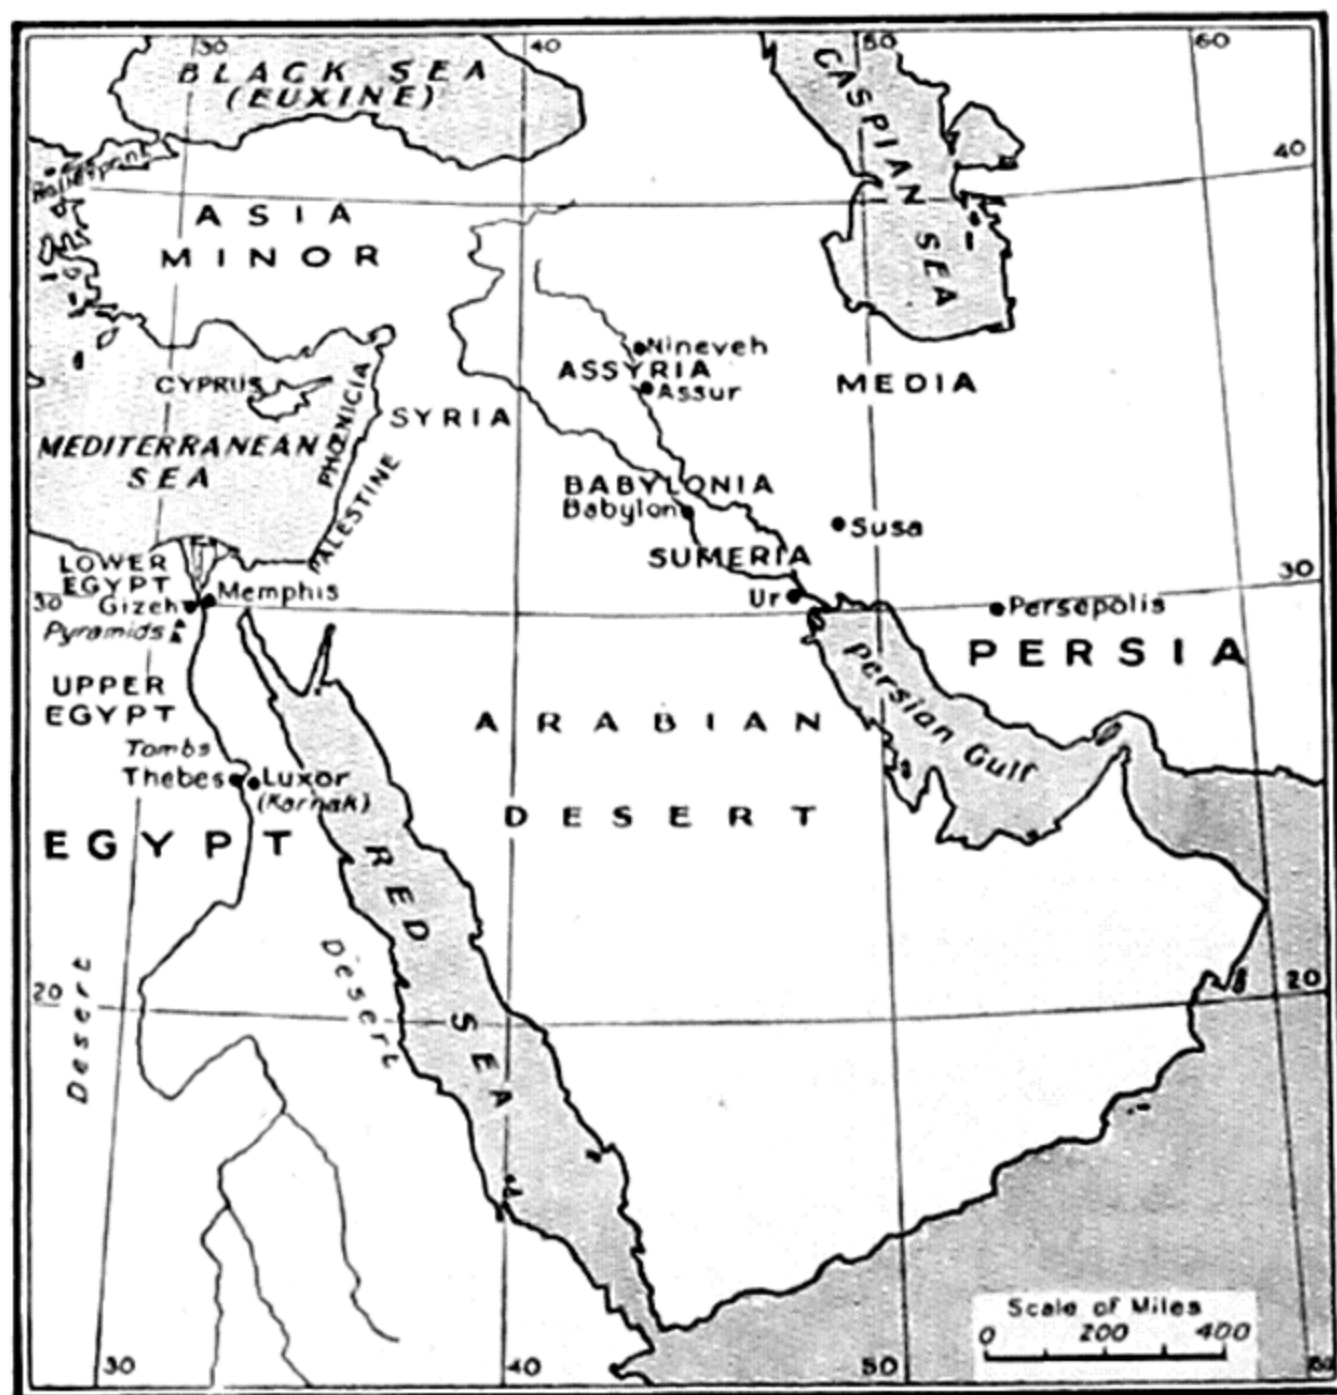 30
40
50
60
BLACK SEA
(EUXINE)
CASPIAN SEA
40
Hellespont
ASIA
MINOR
Nineveh
ASSYRIA
Assur
MEDIA
CYPRUS
PHŒNICIA
SYRIA
MEDITERRANEAN
SEA
PALESTINE
BABYLONIA
Babylon
Susa
SUMERIA
LOWER
EGYPT
30
Memphis
30
Gizeh
Ur
Persepolis
Pyramids
PERSIA
Persian Gulf
UPPER
EGYPT
ARABIAN
Tombs
Thebes
Luxor
(Karnak)
DESERT
EGYPT
RED SEA
Desert
Desert
20
20
Scale of Miles
0 200 400
30
40
50
60